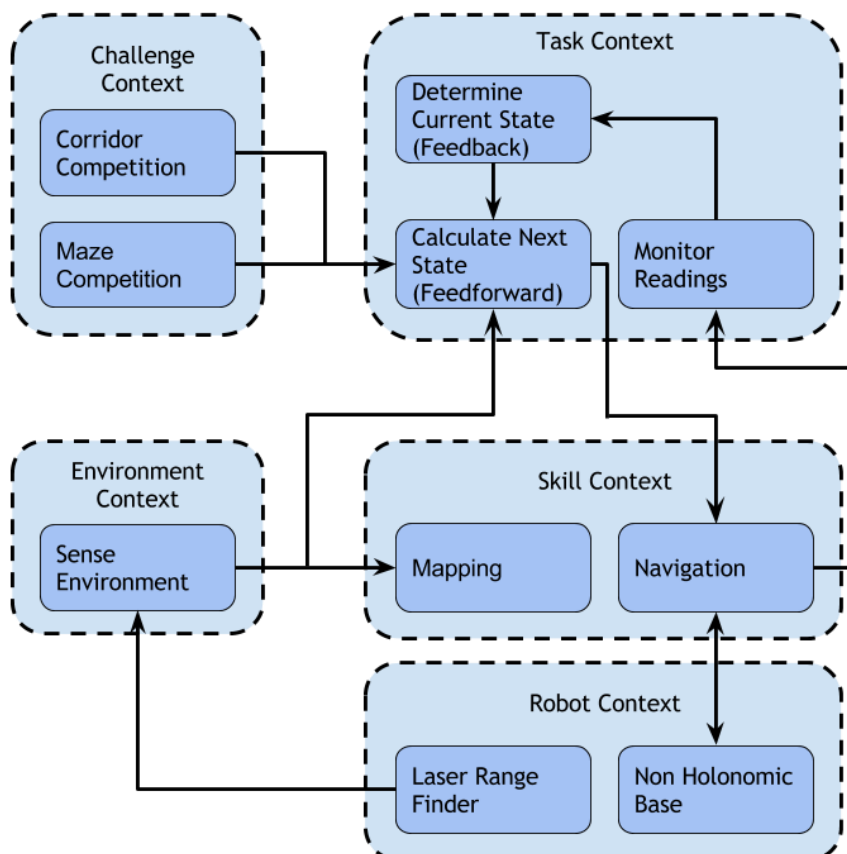 Challenge
Context
Corridor
Competition
Maze
Competition
Task Context
Determine
Current State
(Feedback)
Calculate Next
State
(Feedforward)
Monitor
Readings
Environment
Context
Sense
Environment
Skill Context
Mapping
Navigation
Robot Context
Laser Range
Finder
Non Holonomic
Base